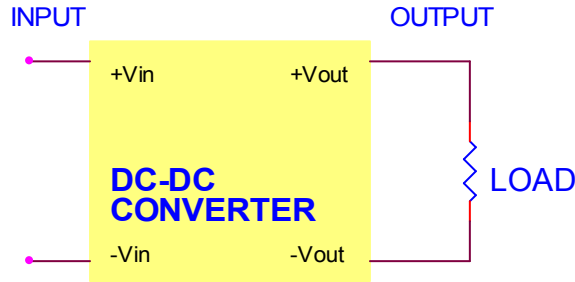 INPUT
OUTPUT
+Vin
+Vout
DC-DC
CONVERTER
LOAD
-Vin
-Vout